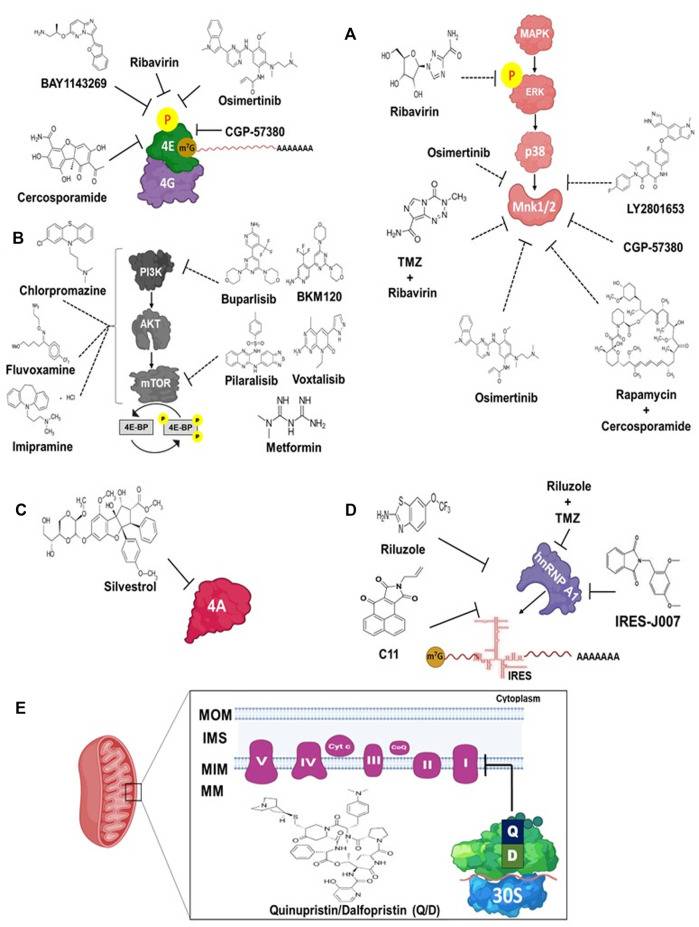 A
BAY1143269
Ribavirin
Osimertinib
P
4E
m⁷G
4G
CGP-57380
AAAAAAA
Cercosporamide
MAPK
P
ERK
p38
Mnk1/2
Ribavirin
Osimertinib
TMZ
+
Ribavirin
Osimertinib
LY2801653
CGP-57380
Rapamycin
+
Cercosporamide
B
Chlorpromazine
Fluvoxamine
Imipramine
HCl
PI3K
AKT
mTOR
4E-BP
P
4E-BP
P
P
Buparlisib
BKM120
Pilaralisib
Voxtalisib
Metformin
C
Silvestrol
4A
D
Riluzole
Riluzole
+
TMZ
hnRNP A1
IRES-J007
C11
m⁷G
IRES
AAAAAAA
E
Cytoplasm
MOM
IMS
MIM
MM
V
IV
Cyt c
III
CoQ
II
I
Q
D
30S
Quinupristin/Dalfopristin (Q/D)